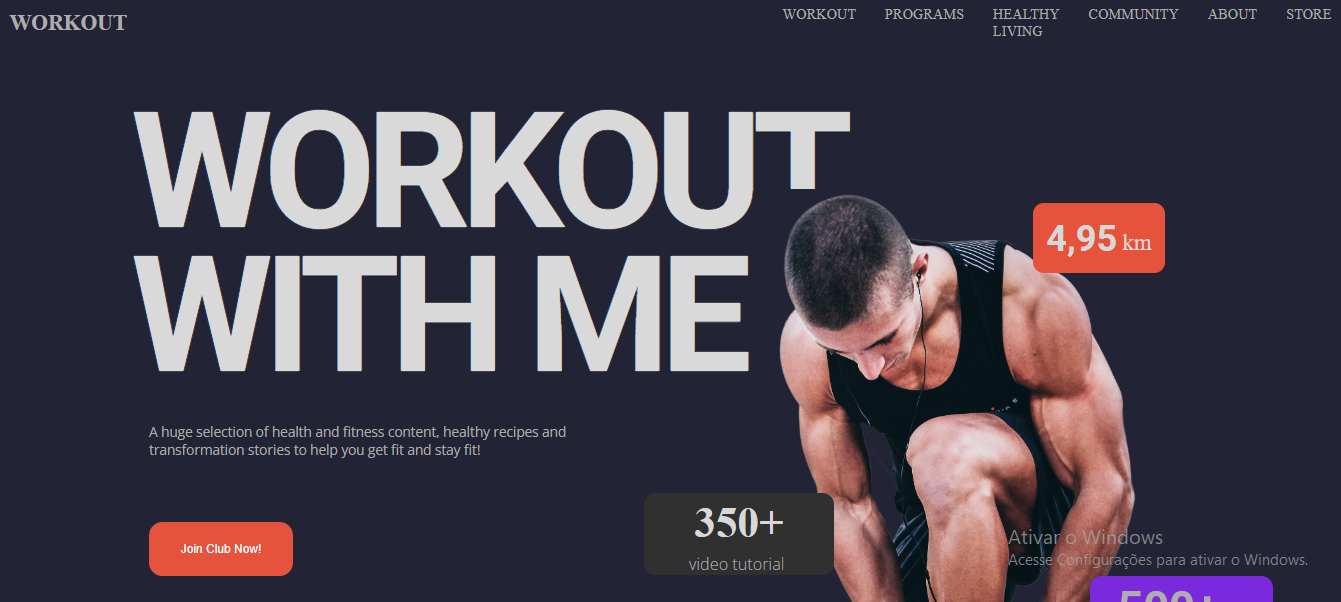 WORKOUT
WORKOUT
PROGRAMS
HEALTHY
LIVING
COMMUNITY
ABOUT
STORE
WORKOUT
WITH ME
4,95 km
A huge selection of health and fitness content, healthy recipes and
transformation stories to help you get fit and stay fit!
350+
video tutorial
Join Club Now!
Ativar o Windows
Acesse Configurações para ativar o Windows.